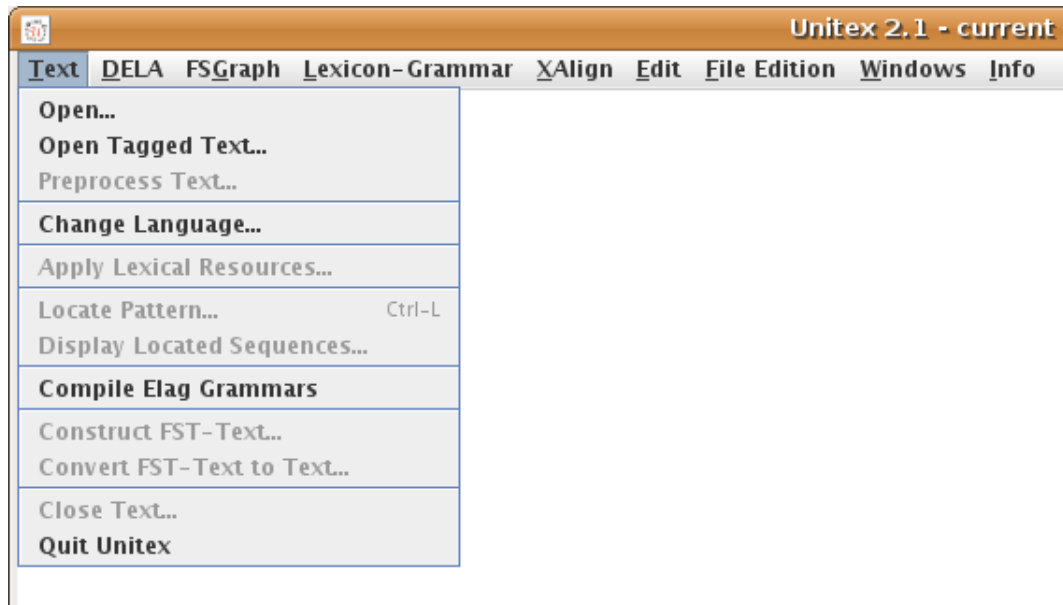 Unitex 2.1 - current
Text DELA FSGraph Lexicon-Grammar XAlign Edit File Edition Windows Info
Open...
Open Tagged Text...
Preprocess Text...
Change Language...
Apply Lexical Resources...
Locate Pattern... Ctrl-L
Display Located Sequences...
Compile Elag Grammars
Construct FST-Text...
Convert FST-Text to Text...
Close Text...
Quit Unitex